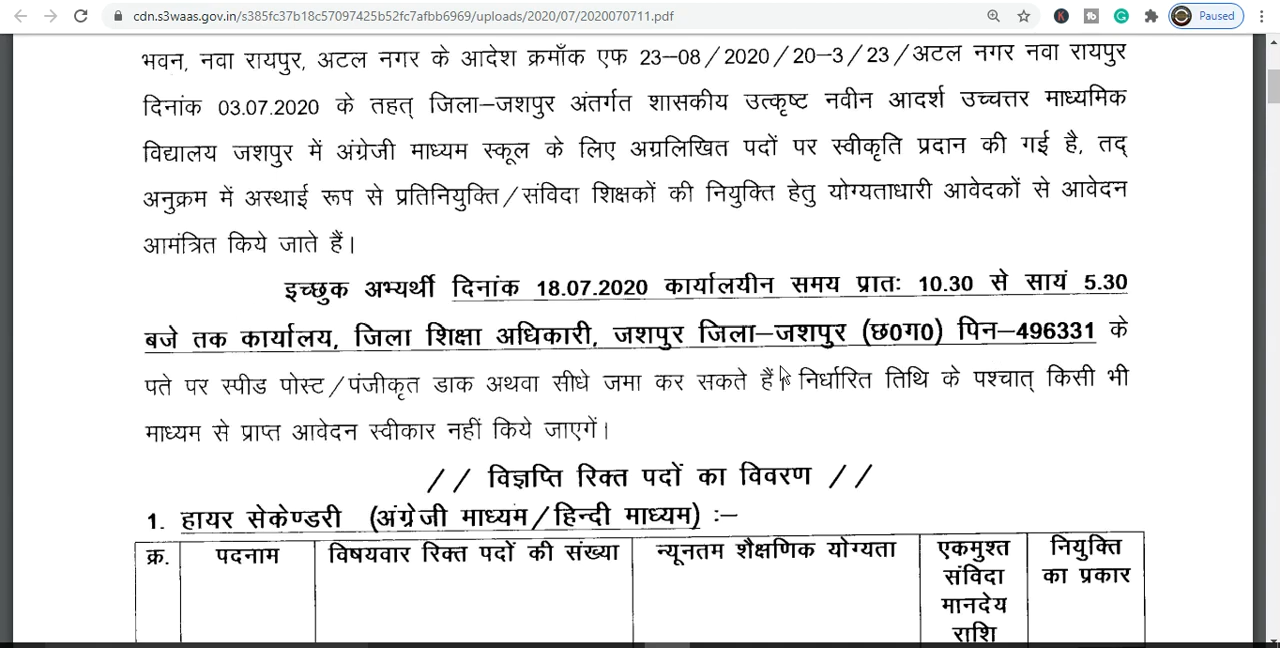 cdn.s3waas.gov.in/s385fc37b18c57097425b52fc7afbb6969/uploads/2020/07/2020070711.pdf
Paused
भवन, नवा रायपुर, अटल नगर के आदेश क्रमाँक एफ 23–08/2020/20–3/23/अटल नगर नवा रायपुर
दिनांक 03.07.2020 के तहत् जिला–जशपुर अंतर्गत शासकीय उत्कृष्ट नवीन आदर्श उच्चत्तर माध्यमिक
विद्यालय जशपुर में अंग्रेजी माध्यम स्कूल के लिए अग्रलिखित पदों पर स्वीकृति प्रदान की गई है, तद्
अनुक्रम में अस्थाई रूप से प्रतिनियुक्ति/संविदा शिक्षकों की नियुक्ति हेतु योग्यताधारी आवेदकों से आवेदन
आमंत्रित किये जाते हैं।
इच्छुक अभ्यर्थी दिनांक 18.07.2020 कार्यालयीन समय प्रातः 10.30 से सायं 5.30
बजे तक कार्यालय, जिला शिक्षा अधिकारी, जशपुर जिला–जशपुर (छ0ग0) पिन–496331 के
पते पर स्पीड पोस्ट/पंजीकृत डाक अथवा सीधे जमा कर सकते हैं निर्धारित तिथि के पश्चात् किसी भी
माध्यम से प्राप्त आवेदन स्वीकार नहीं किये जाएगें।
// विज्ञप्ति रिक्त पदों का विवरण //
1. हायर सेकेण्डरी (अंग्रेजी माध्यम/हिन्दी माध्यम) :–
क्र. पदनाम विषयवार रिक्त पदों की संख्या न्यूनतम शैक्षणिक योग्यता एकमुश्त नियुक्ति
संविदा का प्रकार
मानदेय
राशि